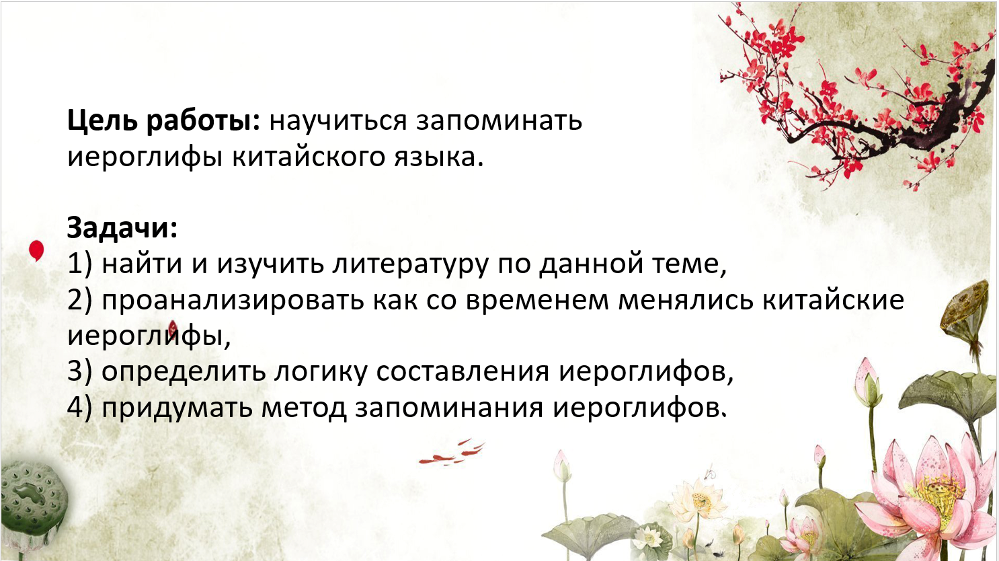 Цель работы: научиться запоминать
иероглифы китайского языка.
Задачи:
1) найти и изучить литературу по данной теме,
2) проанализировать как со временем менялись китайские
иероглифы,
3) определить логику составления иероглифов,
4) придумать метод запоминания иероглифов.